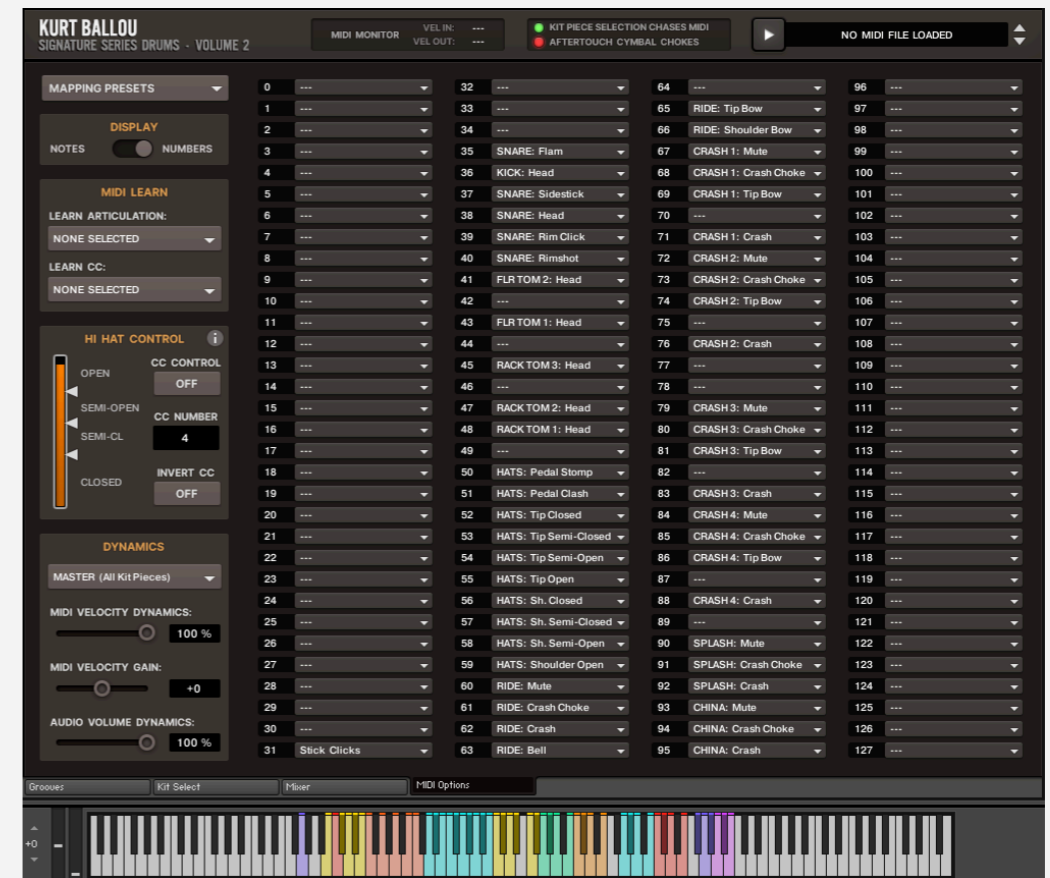 KURT BALLOU
SIGNATURE SERIES DRUMS - VOLUME 2
MIDI MONITOR
VEL IN: ---
VEL OUT: ---
KIT PIECE SELECTION CHASES MIDI
AFTERTOUCH CYMBAL CHOKES
NO MIDI FILE LOADED
MAPPING PRESETS
DISPLAY
NOTES NUMBERS
MIDI LEARN
LEARN ARTICULATION:
NONE SELECTED
LEARN CC:
NONE SELECTED
HI HAT CONTROL i
OPEN
SEMI-OPEN
SEMI-CL
CLOSED
CC CONTROL
OFF
CC NUMBER
4
INVERT CC
OFF
DYNAMICS
MASTER (All Kit Pieces)
MIDI VELOCITY DYNAMICS:
100 %
MIDI VELOCITY GAIN:
+0
AUDIO VOLUME DYNAMICS:
100 %
0 ---
1 ---
2 ---
3 ---
4 ---
5 ---
6 ---
7 ---
8 ---
9 ---
10 ---
11 ---
12 ---
13 ---
14 ---
15 ---
16 ---
17 ---
18 ---
19 ---
20 ---
21 ---
22 ---
23 ---
24 ---
25 ---
26 ---
27 ---
28 ---
29 ---
30 ---
31 Stick Clicks
32 ---
33 ---
34 ---
35 SNARE: Flam
36 KICK: Head
37 SNARE: Sidestick
38 SNARE: Head
39 SNARE: Rim Click
40 SNARE: Rimshot
41 FLR TOM 2: Head
42 ---
43 FLR TOM 1: Head
44 ---
45 RACK TOM 3: Head
46 ---
47 RACK TOM 2: Head
48 RACK TOM 1: Head
49 ---
50 HATS: Pedal Stomp
51 HATS: Pedal Clash
52 HATS: Tip Closed
53 HATS: Tip Semi-Closed
54 HATS: Tip Semi-Open
55 HATS: Tip Open
56 HATS: Sh. Closed
57 HATS: Sh. Semi-Closed
58 HATS: Sh. Semi-Open
59 HATS: Shoulder Open
60 RIDE: Mute
61 RIDE: Crash Choke
62 RIDE: Crash
63 RIDE: Bell
64 ---
65 RIDE: Tip Bow
66 RIDE: Shoulder Bow
67 CRASH 1: Mute
68 CRASH 1: Crash Choke
69 CRASH 1: Tip Bow
70 ---
71 CRASH 1: Crash
72 CRASH 2: Mute
73 CRASH 2: Crash Choke
74 CRASH 2: Tip Bow
75 ---
76 CRASH 2: Crash
77 ---
78 ---
79 CRASH 3: Mute
80 CRASH 3: Crash Choke
81 CRASH 3: Tip Bow
82 ---
83 CRASH 3: Crash
84 CRASH 4: Mute
85 CRASH 4: Crash Choke
86 CRASH 4: Tip Bow
87 ---
88 CRASH 4: Crash
89 ---
90 SPLASH: Mute
91 SPLASH: Crash Choke
92 SPLASH: Crash
93 CHINA: Mute
94 CHINA: Crash Choke
95 CHINA: Crash
96 ---
97 ---
98 ---
99 ---
100 ---
101 ---
102 ---
103 ---
104 ---
105 ---
106 ---
107 ---
108 ---
109 ---
110 ---
111 ---
112 ---
113 ---
114 ---
115 ---
116 ---
117 ---
118 ---
119 ---
120 ---
121 ---
122 ---
123 ---
124 ---
125 ---
126 ---
127 ---
Grooves Kit Select Mixer MIDI Options
+0